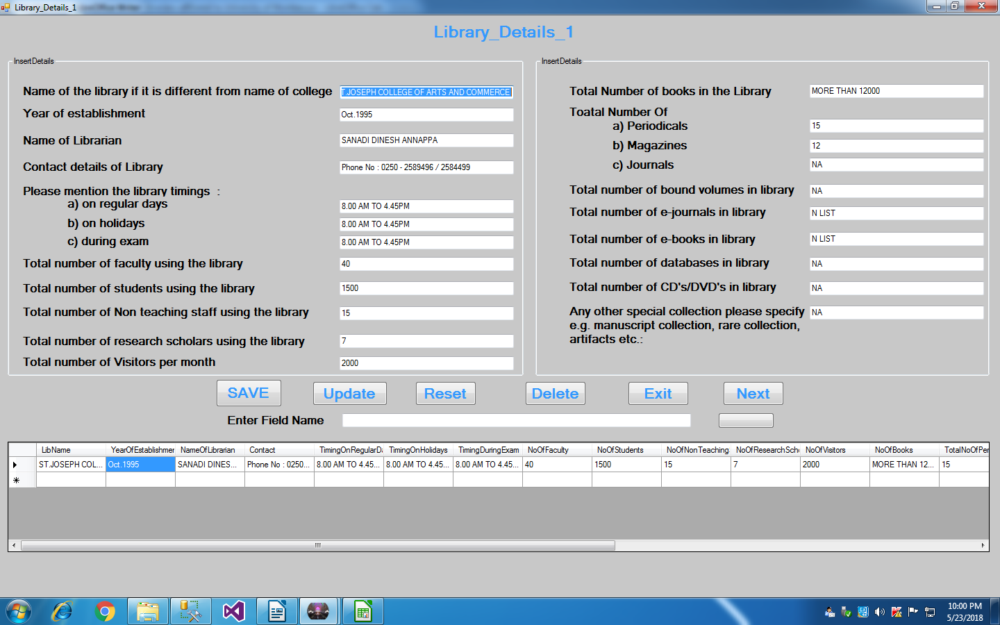 Library_Details_1
Library_Details_1
InsertDetails
Name of the library if it is different from name of college T.JOSEPH COLLEGE OF ARTS AND COMMERCE
Year of establishment Oct.1995
Name of Librarian SANADI DINESH ANNAPPA
Contact details of Library Phone No : 0250 - 2589496 / 2584499
Please mention the library timings :
a) on regular days 8.00 AM TO 4.45PM
b) on holidays 8.00 AM TO 4.45PM
c) during exam 8.00 AM TO 4.45PM
Total number of faculty using the library 40
Total number of students using the library 1500
Total number of Non teaching staff using the library 15
Total number of research scholars using the library 7
Total number of Visitors per month 2000
InsertDetails
Total Number of books in the Library MORE THAN 12000
Toatal Number Of
a) Periodicals 15
b) Magazines 12
c) Journals NA
Total number of bound volumes in library NA
Total number of e-journals in library N LIST
Total number of e-books in library N LIST
Total number of databases in library NA
Total number of CD's/DVD's in library NA
Any other special collection please specify NA
e.g. manuscript collection, rare collection,
artifacts etc.:
SAVE Update Reset Delete Exit Next
Enter Field Name
LibName YearOfEstablishmer NameOfLibrarian Contact TimingOnRegularDa TimingOnHolidays TimingDuringExam NoOfFaculty NoOfStudents NoOfNonTeaching NoOfResearchSch NoOfVisitors NoOfBooks TotalNoOfPer
ST.JOSEPH COL... Oct.1995 SANADI DINES... Phone No : 0250... 8.00 AM TO 4.45... 8.00 AM TO 4.45... 8.00 AM TO 4.45... 40 1500 15 7 2000 MORE THAN 12... 15
10:00 PM
5/23/2018